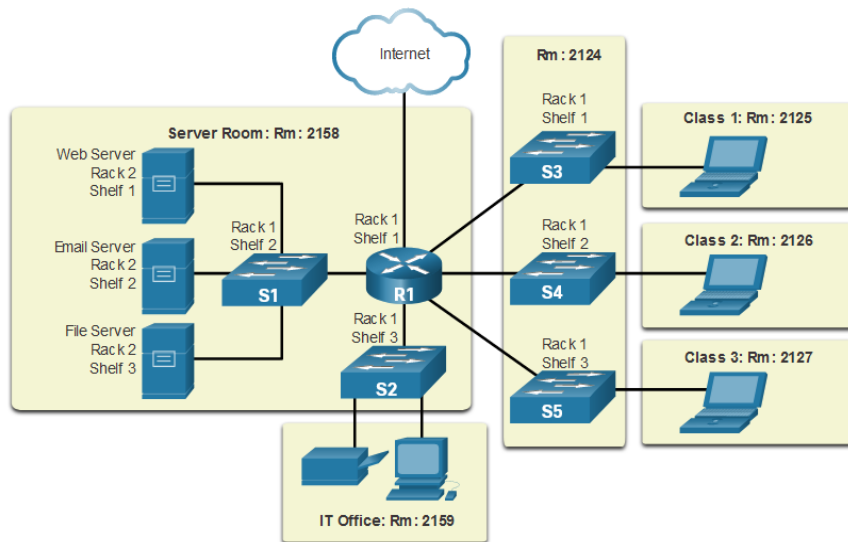 Internet
Server Room: Rm: 2158
Web Server
Rack 2
Shelf 1
Email Server
Rack 2
Shelf 2
File Server
Rack 2
Shelf 3
Rack 1
Shelf 2
S1
Rack 1
Shelf 1
R1
Rack 1
Shelf 3
S2
IT Office: Rm: 2159
Rm: 2124
Rack 1
Shelf 1
S3
Rack 1
Shelf 2
S4
Rack 1
Shelf 3
S5
Class 1: Rm: 2125
Class 2: Rm: 2126
Class 3: Rm: 2127